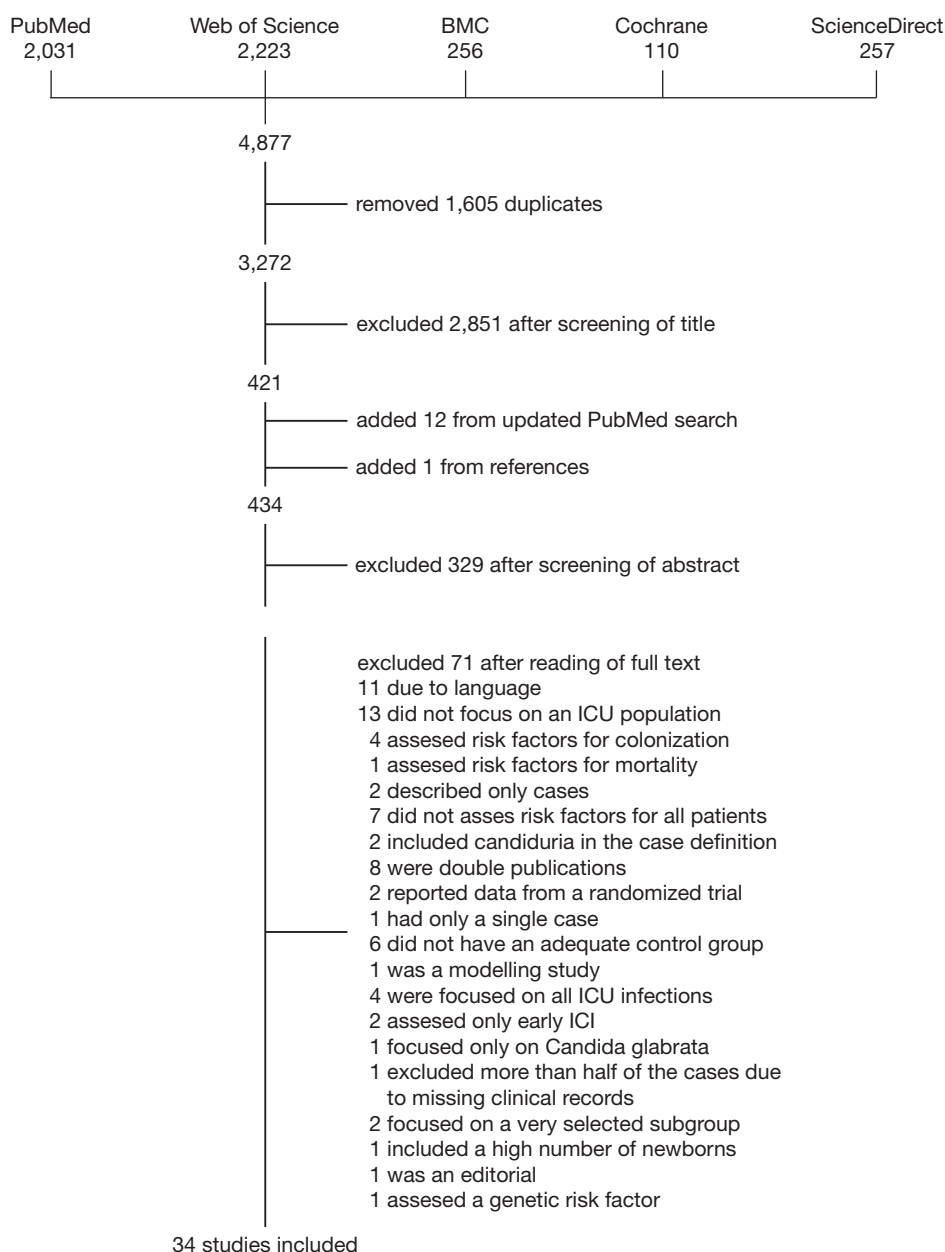 PubMed Web of Science BMC Cochrane ScienceDirect
2,031 2,223 256 110 257
4,877
removed 1,605 duplicates
3,272
excluded 2,851 after screening of title
421
added 12 from updated PubMed search
added 1 from references
434
excluded 329 after screening of abstract
excluded 71 after reading of full text
11 due to language
13 did not focus on an ICU population
4 assesed risk factors for colonization
1 assesed risk factors for mortality
2 described only cases
7 did not asses risk factors for all patients
2 included candiduria in the case definition
8 were double publications
2 reported data from a randomized trial
1 had only a single case
6 did not have an adequate control group
1 was a modelling study
4 were focused on all ICU infections
2 assesed only early ICI
1 focused only on Candida glabrata
1 excluded more than half of the cases due
to missing clinical records
2 focused on a very selected subgroup
1 included a high number of newborns
1 was an editorial
1 assesed a genetic risk factor
34 studies included